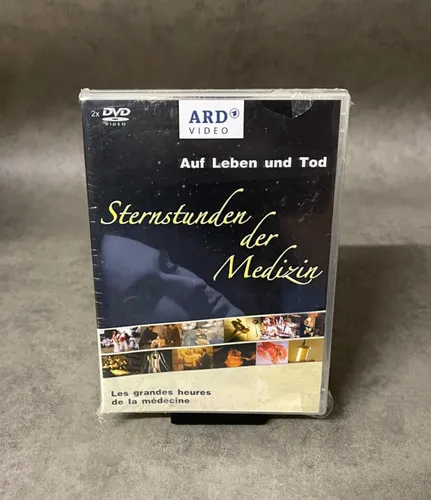 2x DVD
VIDEO
ARD
VIDEO
Auf Leben und Tod
Sternstunden
der
Medizin
Les grandes heures
de la médecine